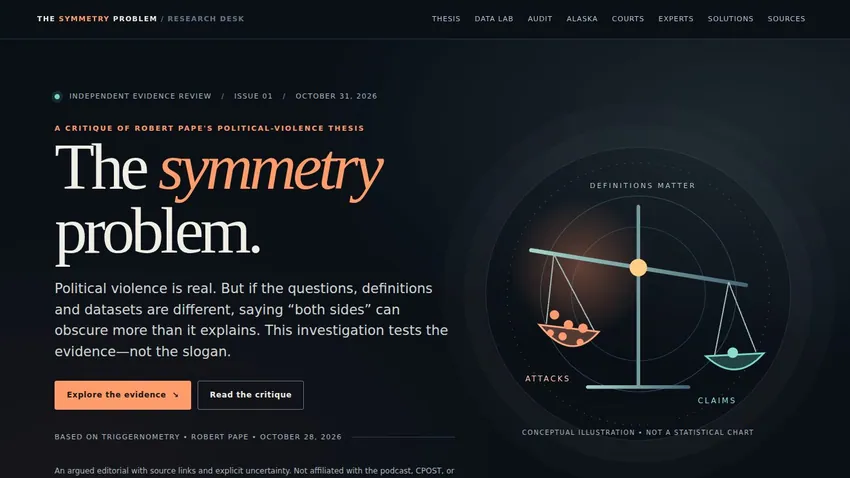 THE SYMMETRY PROBLEM / RESEARCH DESK
THESIS DATA LAB AUDIT ALASKA COURTS EXPERTS SOLUTIONS SOURCES
INDEPENDENT EVIDENCE REVIEW / ISSUE 01 / OCTOBER 31, 2026
A CRITIQUE OF ROBERT PAPE'S POLITICAL-VIOLENCE THESIS
The symmetry
problem.
Political violence is real. But if the questions, definitions
and datasets are different, saying “both sides” can
obscure more than it explains. This investigation tests the
evidence—not the slogan.
Explore the evidence ↘
Read the critique
BASED ON TRIGGERNOMETRY • ROBERT PAPE • OCTOBER 28, 2026
An argued editorial with source links and explicit uncertainty. Not affiliated with the podcast, CPOST, or
DEFINITIONS MATTER
ATTACKS
CLAIMS
CONCEPTUAL ILLUSTRATION • NOT A STATISTICAL CHART